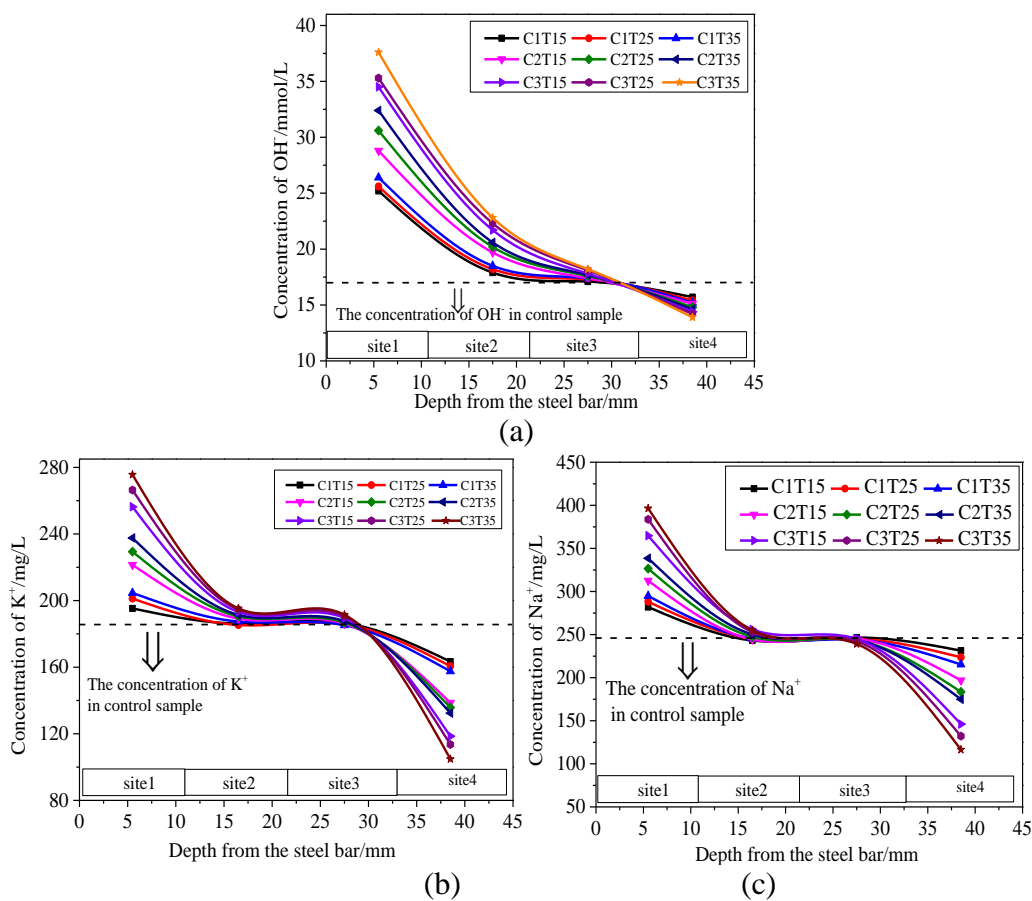 C1T15 C1T25 C1T35
C2T15 C2T25 C2T35
C3T15 C3T25 C3T35
Concentration of OH⁻/mmol/L
40
35
30
25
20
15
10
The concentration of OH⁻ in control sample
site1 site2 site3 site4
0 5 10 15 20 25 30 35 40 45
Depth from the steel bar/mm
(a)
C1T15 C1T25 C1T35
C2T15 C2T25 C2T35
C3T15 C3T25 C3T35
Concentration of K⁺/mg/L
280
240
200
160
120
80
The concentration of K⁺
in control sample
site1 site2 site3 site4
0 5 10 15 20 25 30 35 40 45
Depth from the steel bar/mm
(b)
C1T15 C1T25 C1T35
C2T15 C2T25 C2T35
C3T15 C3T25 C3T35
Concentration of Na⁺/mg/L
450
400
350
300
250
200
150
100
50
The concentration of Na⁺
in control sample
site1 site2 site3 site4
0 5 10 15 20 25 30 35 40 45
Depth from the steel bar/mm
(c)